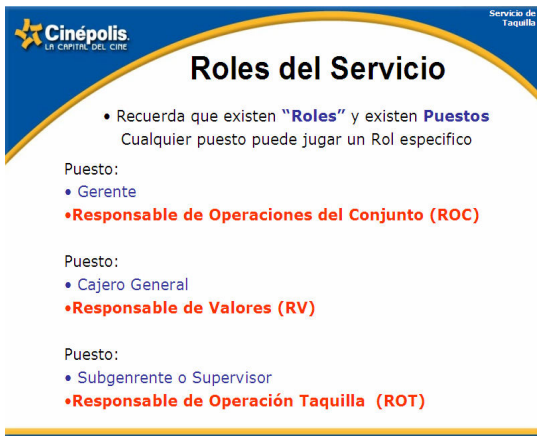 Servicio de
Taquilla
Cinépolis.
LA CAPITAL DEL CINE
Roles del Servicio
• Recuerda que existen “Roles” y existen Puestos
Cualquier puesto puede jugar un Rol especifico
Puesto:
• Gerente
•Responsable de Operaciones del Conjunto (ROC)
Puesto:
• Cajero General
•Responsable de Valores (RV)
Puesto:
• Subgenrente o Supervisor
•Responsable de Operación Taquilla (ROT)